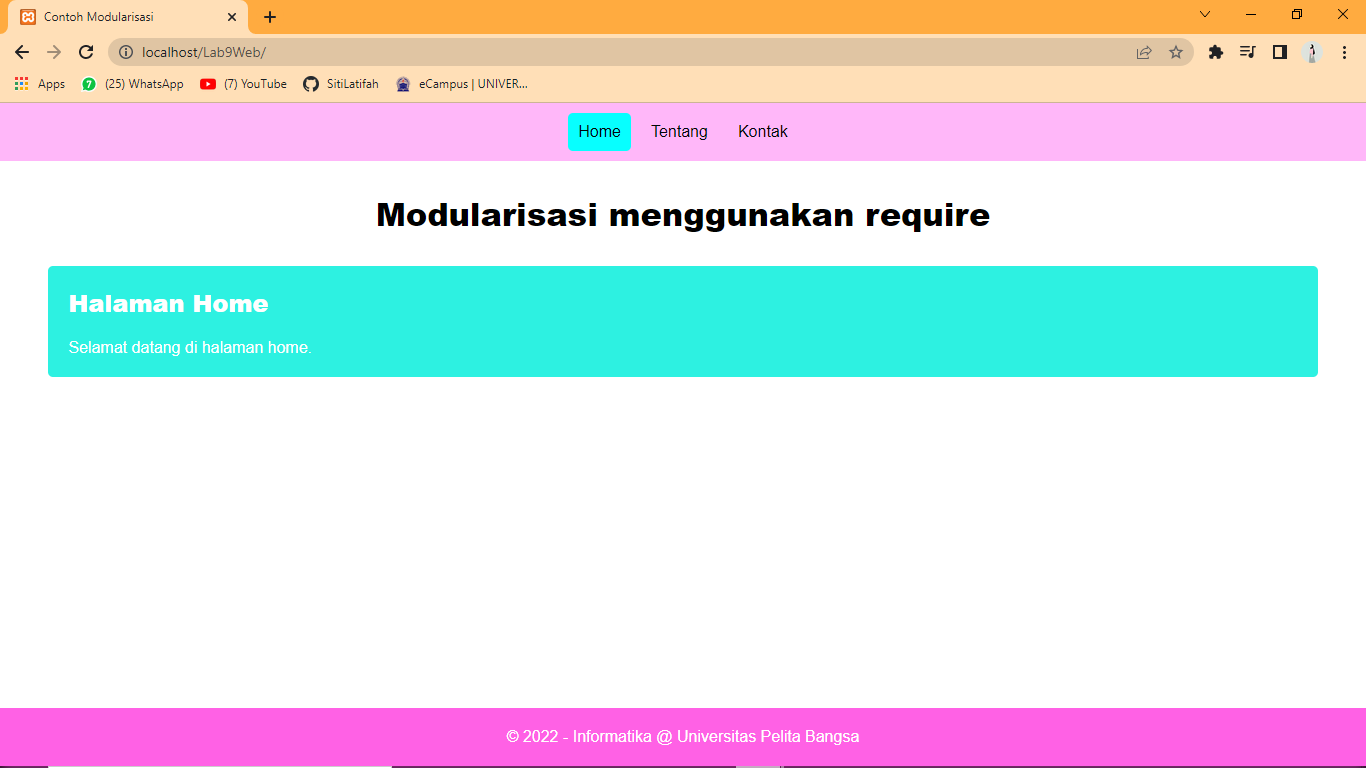 Contoh Modularisasi
localhost/Lab9Web/
Apps (25) WhatsApp (7) YouTube SitiLatifah eCampus | UNIVER...
Home Tentang Kontak
Modularisasi menggunakan require
Halaman Home
Selamat datang di halaman home.
© 2022 - Informatika @ Universitas Pelita Bangsa